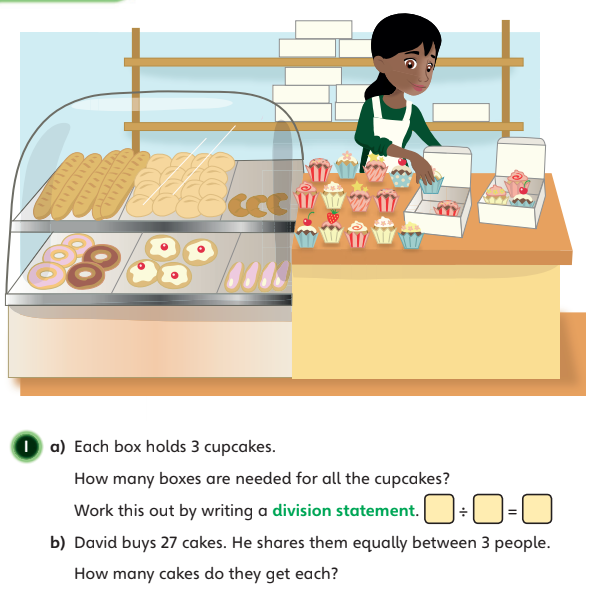 1 a) Each box holds 3 cupcakes.
How many boxes are needed for all the cupcakes?
Work this out by writing a division statement. ÷ =
b) David buys 27 cakes. He shares them equally between 3 people.
How many cakes do they get each?